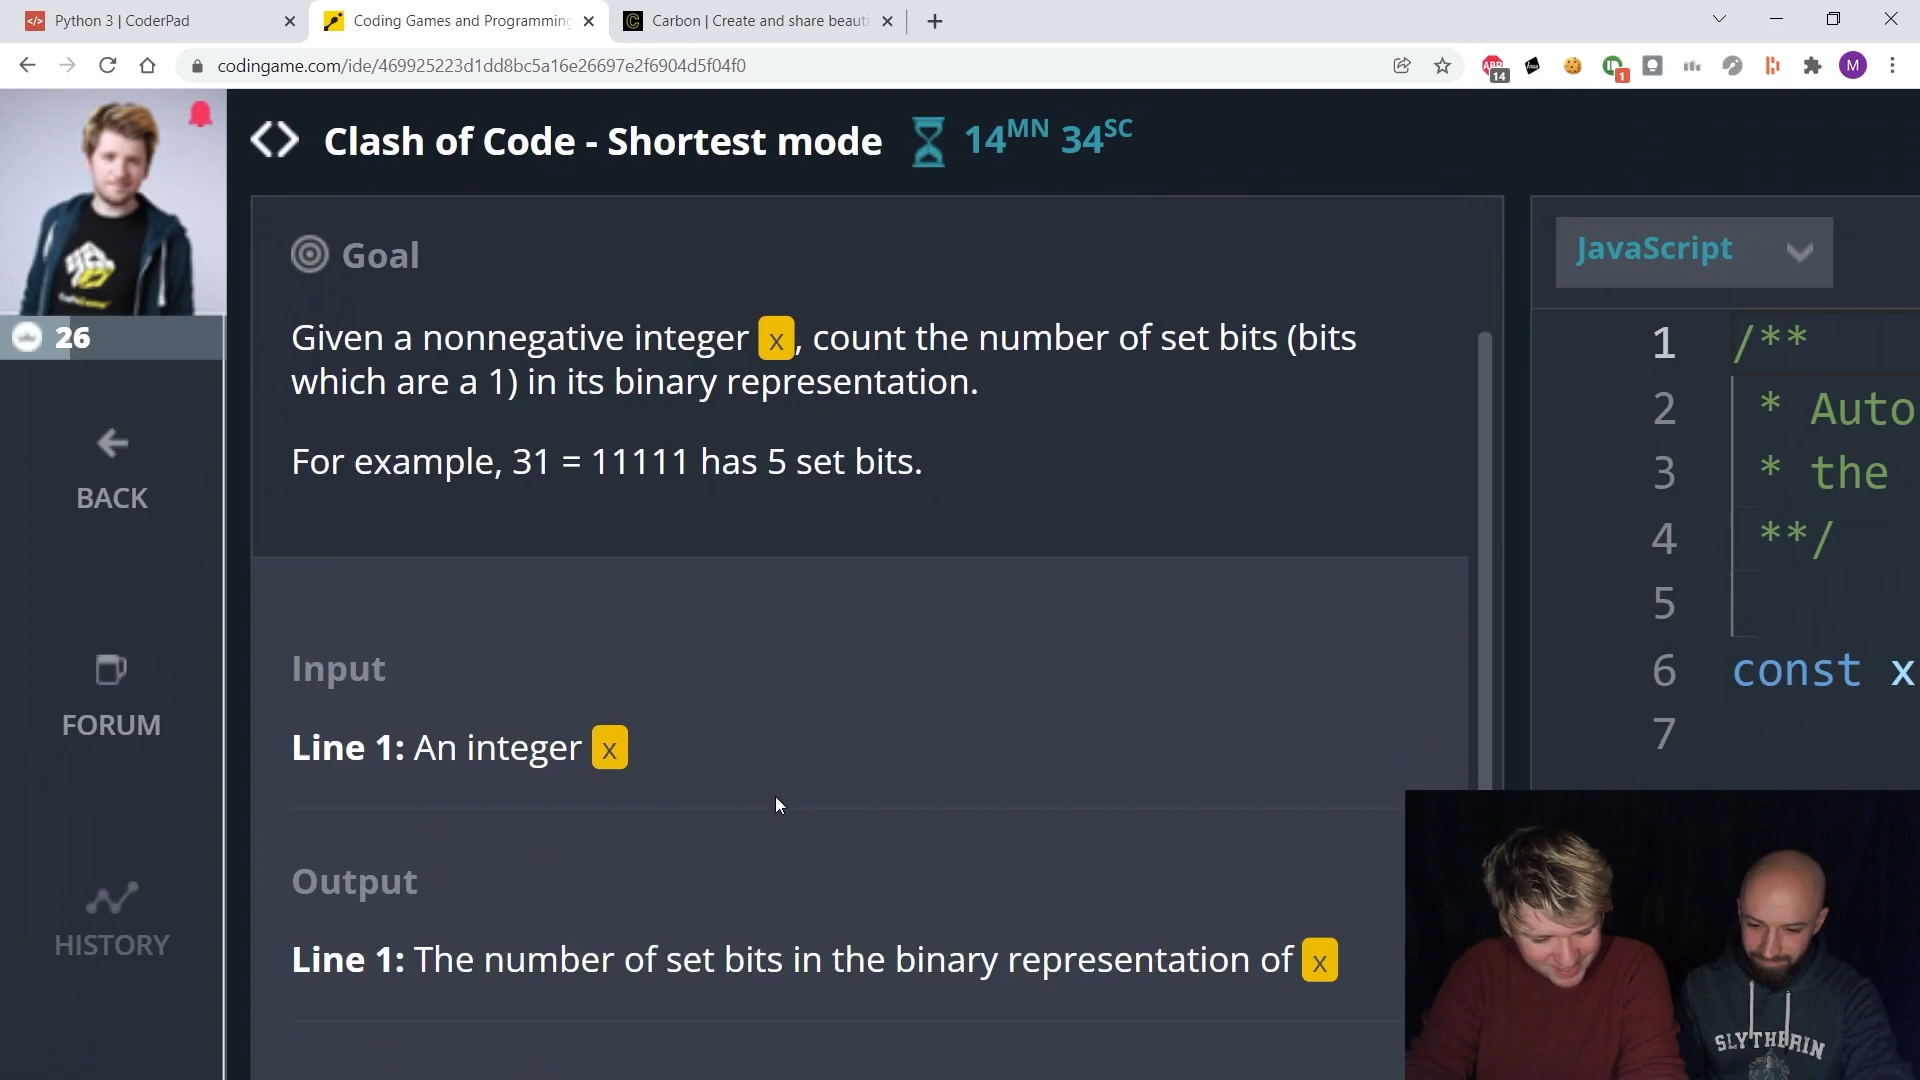 Python 3 | CoderPad
Coding Games and Programming
Carbon | Create and share beauti
codingame.com/ide/469925223d1dd8bc5a16e26697e2f6904d5f04f0
ABP
14
1
M
Clash of Code - Shortest mode
14MN 34SC
26
BACK
FORUM
HISTORY
Goal
Given a nonnegative integer x, count the number of set bits (bits
which are a 1) in its binary representation.
For example, 31 = 11111 has 5 set bits.
Input
Line 1: An integer x
Output
Line 1: The number of set bits in the binary representation of x
JavaScript
1 /**
2 * Auto
3 * the
4 **/
5
6 const x
7
SLYTHERIN